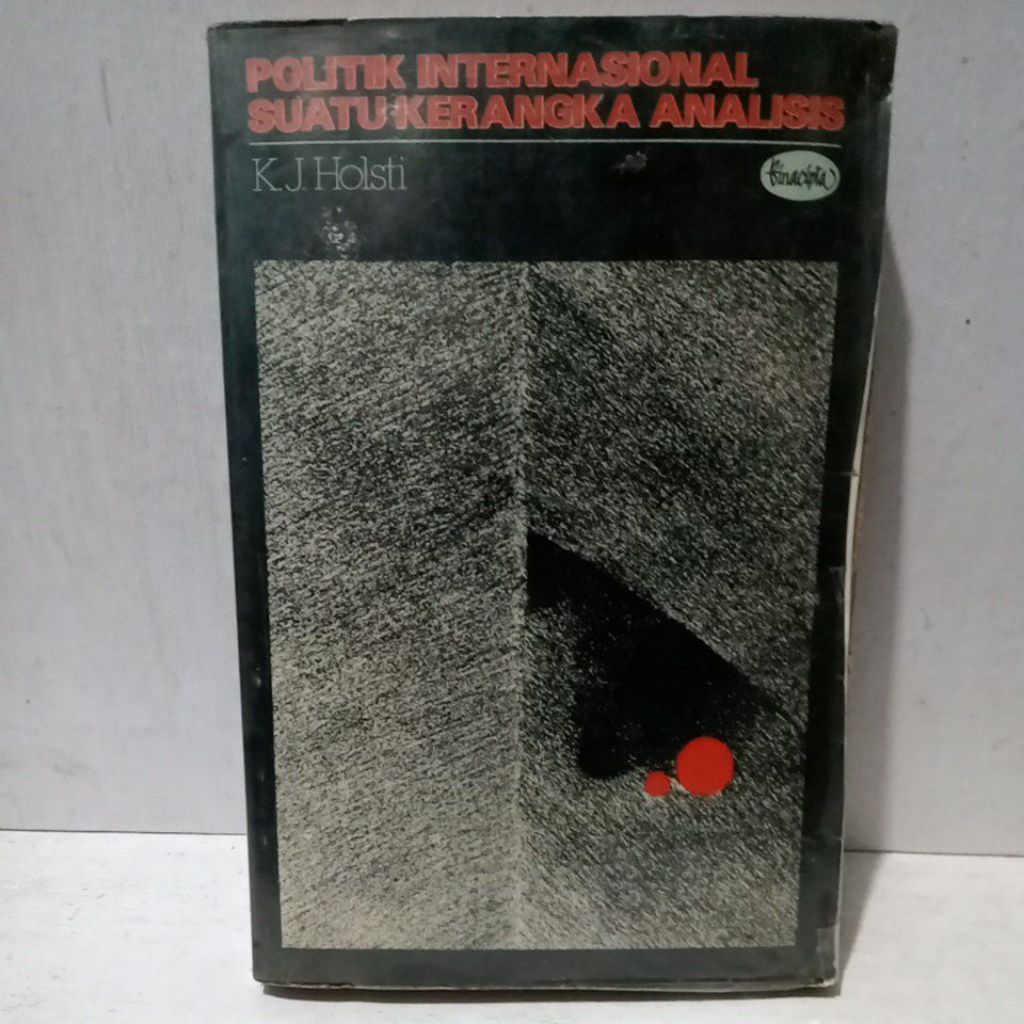 POLITIK INTERNASIONAL
SUATU KERANGKA ANALISIS
K.J. Holsti
binacipta